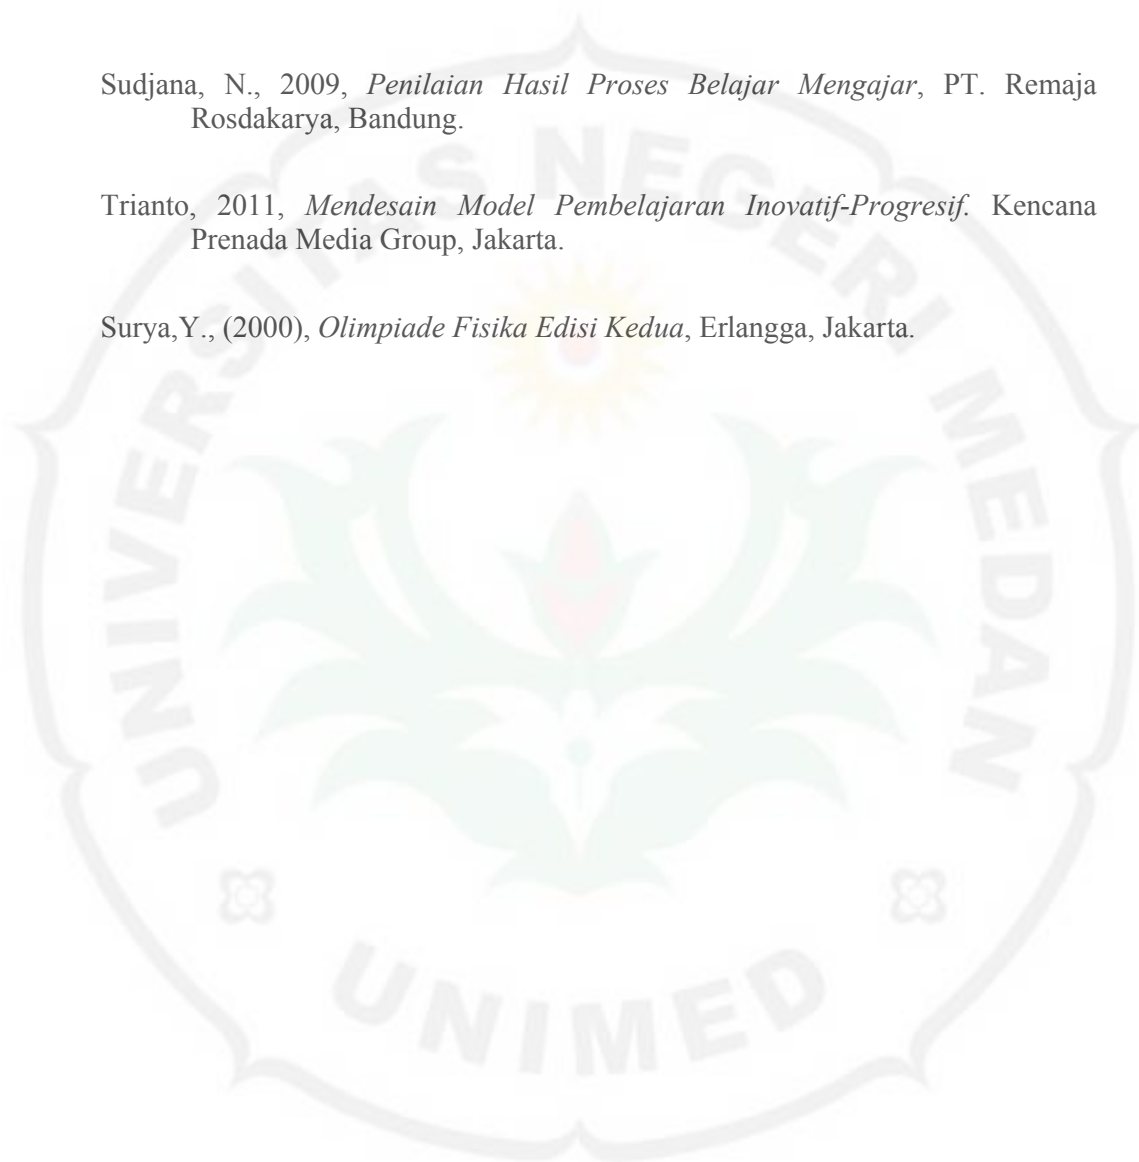 Sudjana, N., 2009, Penilaian Hasil Proses Belajar Mengajar, PT. Remaja
Rosdakarya, Bandung.
Trianto, 2011, Mendesain Model Pembelajaran Inovatif-Progresif. Kencana
Prenada Media Group, Jakarta.
Surya,Y., (2000), Olimpiade Fisika Edisi Kedua, Erlangga, Jakarta.
UNIVERSITAS NEGERI MEDAN
UNIMED